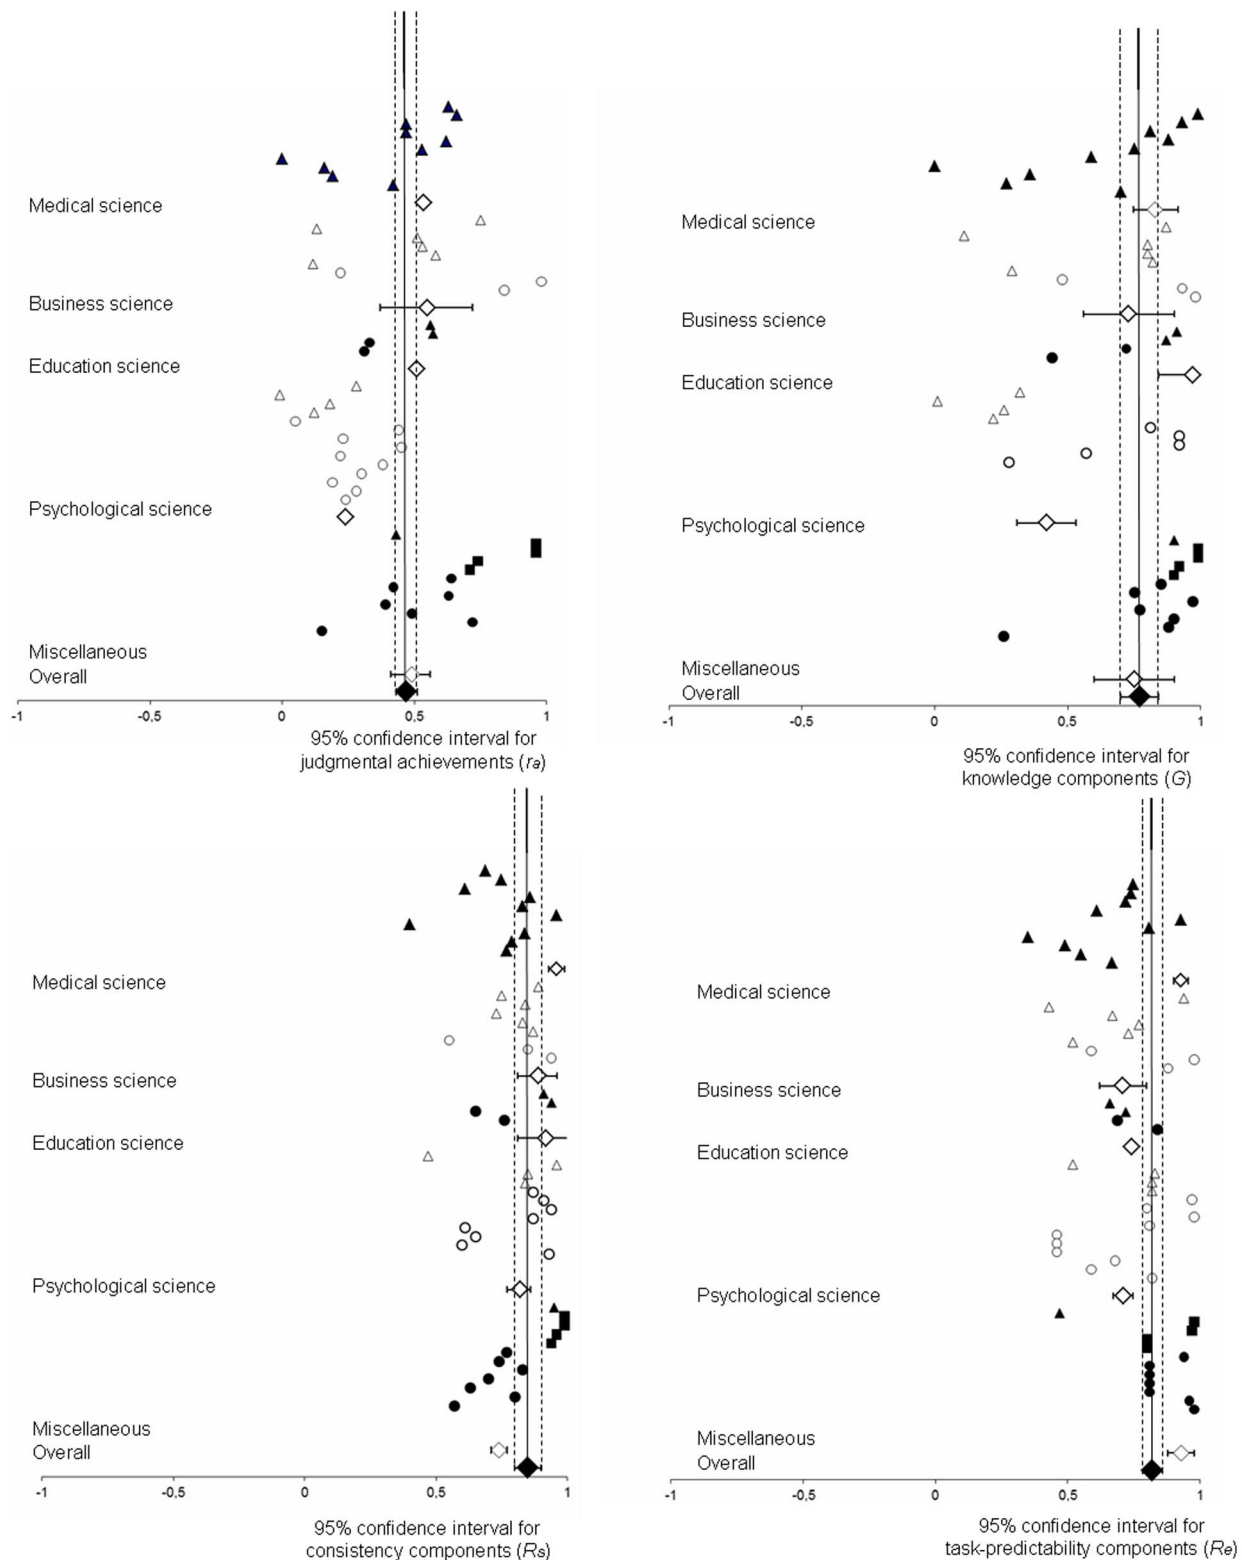 Medical science
Business science
Education science
Psychological science
Miscellaneous
Overall
-1 -0,5 0 0,5 1
95% confidence interval for
judgmental achievements (ra)
Medical science
Business science
Education science
Psychological science
Miscellaneous
Overall
-1 -0,5 0 0,5 1
95% confidence interval for
knowledge components (G)
Medical science
Business science
Education science
Psychological science
Miscellaneous
Overall
-1 -0,5 0 0,5 1
95% confidence interval for
consistency components (Rs)
Medical science
Business science
Education science
Psychological science
Miscellaneous
Overall
-1 -0,5 0 0,5 1
95% confidence interval for
task-predictability components (Re)